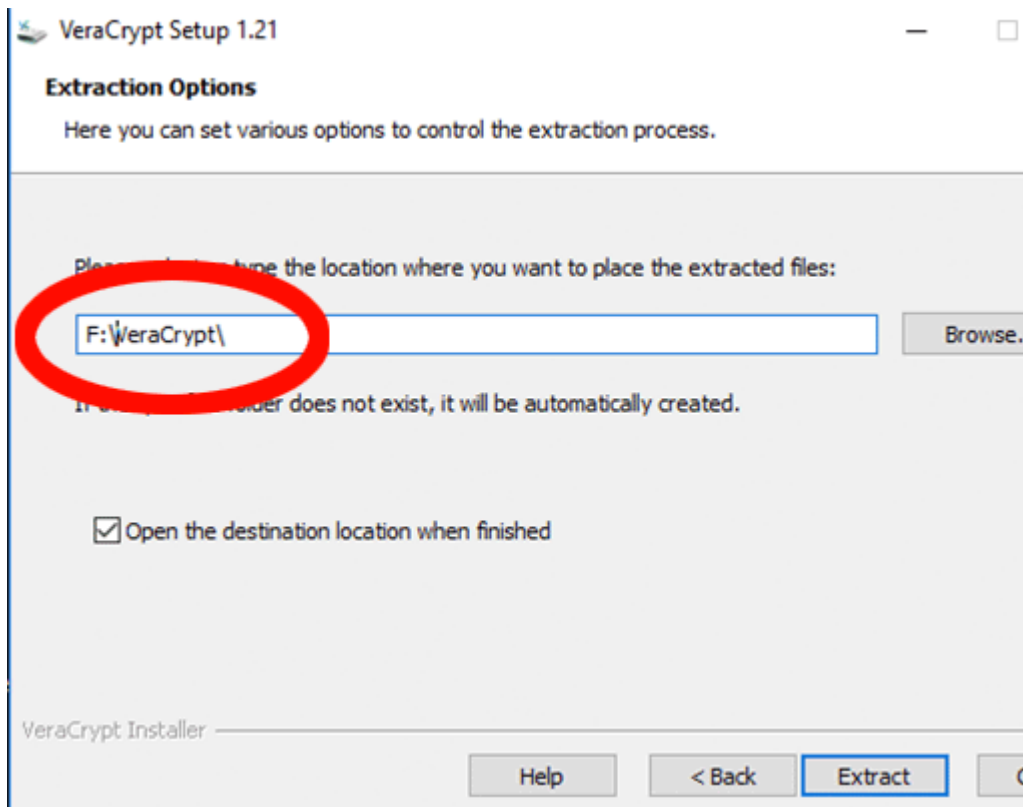 VeraCrypt Setup 1.21
Extraction Options
Here you can set various options to control the extraction process.
type the location where you want to place the extracted files:
F:\VeraCrypt\
Browse.
does not exist, it will be automatically created.
Open the destination location when finished
VeraCrypt Installer
Help
< Back
Extract